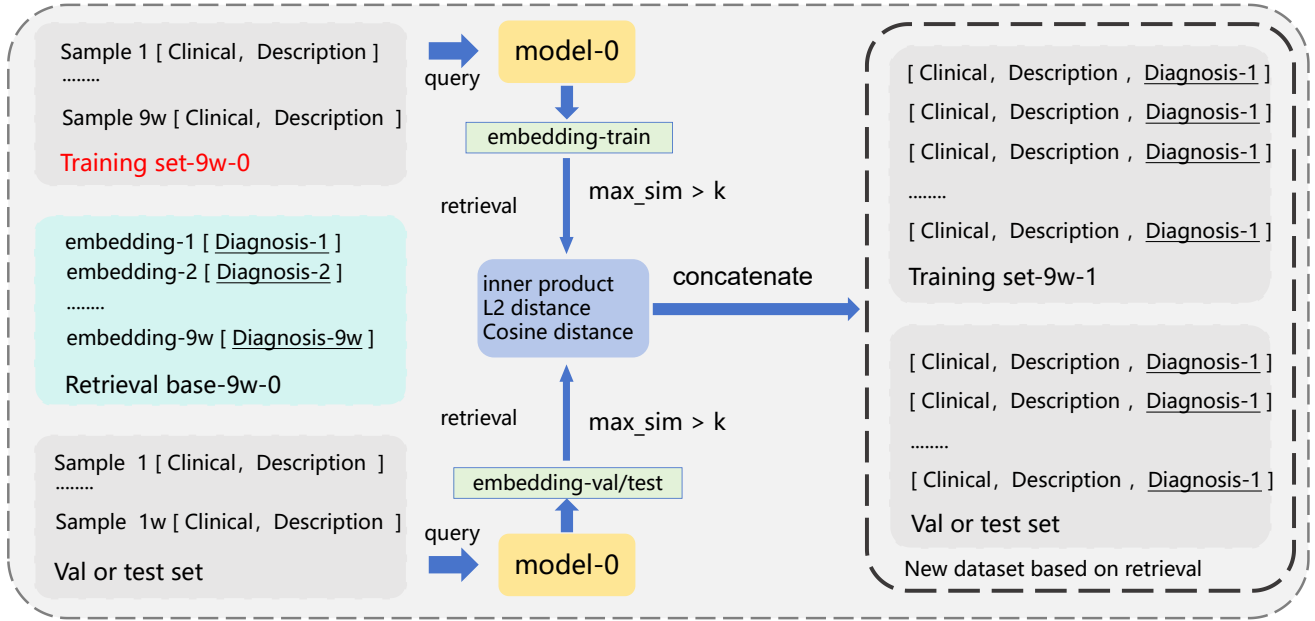 Sample 1 [ Clinical, Description ]
........
Sample 9w [ Clinical, Description ]
Training set-9w-0
query
model-0
embedding-train
retrieval
max_sim > k
embedding-1 [ Diagnosis-1 ]
embedding-2 [ Diagnosis-2 ]
........
embedding-9w [ Diagnosis-9w ]
Retrieval base-9w-0
inner product
L2 distance
Cosine distance
concatenate
retrieval
max_sim > k
Sample 1 [ Clinical, Description ]
........
Sample 1w [ Clinical, Description ]
Val or test set
query
embedding-val/test
model-0
[ Clinical, Description , Diagnosis-1 ]
[ Clinical, Description , Diagnosis-1 ]
[ Clinical, Description , Diagnosis-1 ]
........
[ Clinical, Description , Diagnosis-1 ]
Training set-9w-1
[ Clinical, Description , Diagnosis-1 ]
[ Clinical, Description , Diagnosis-1 ]
........
[ Clinical, Description , Diagnosis-1 ]
Val or test set
New dataset based on retrieval